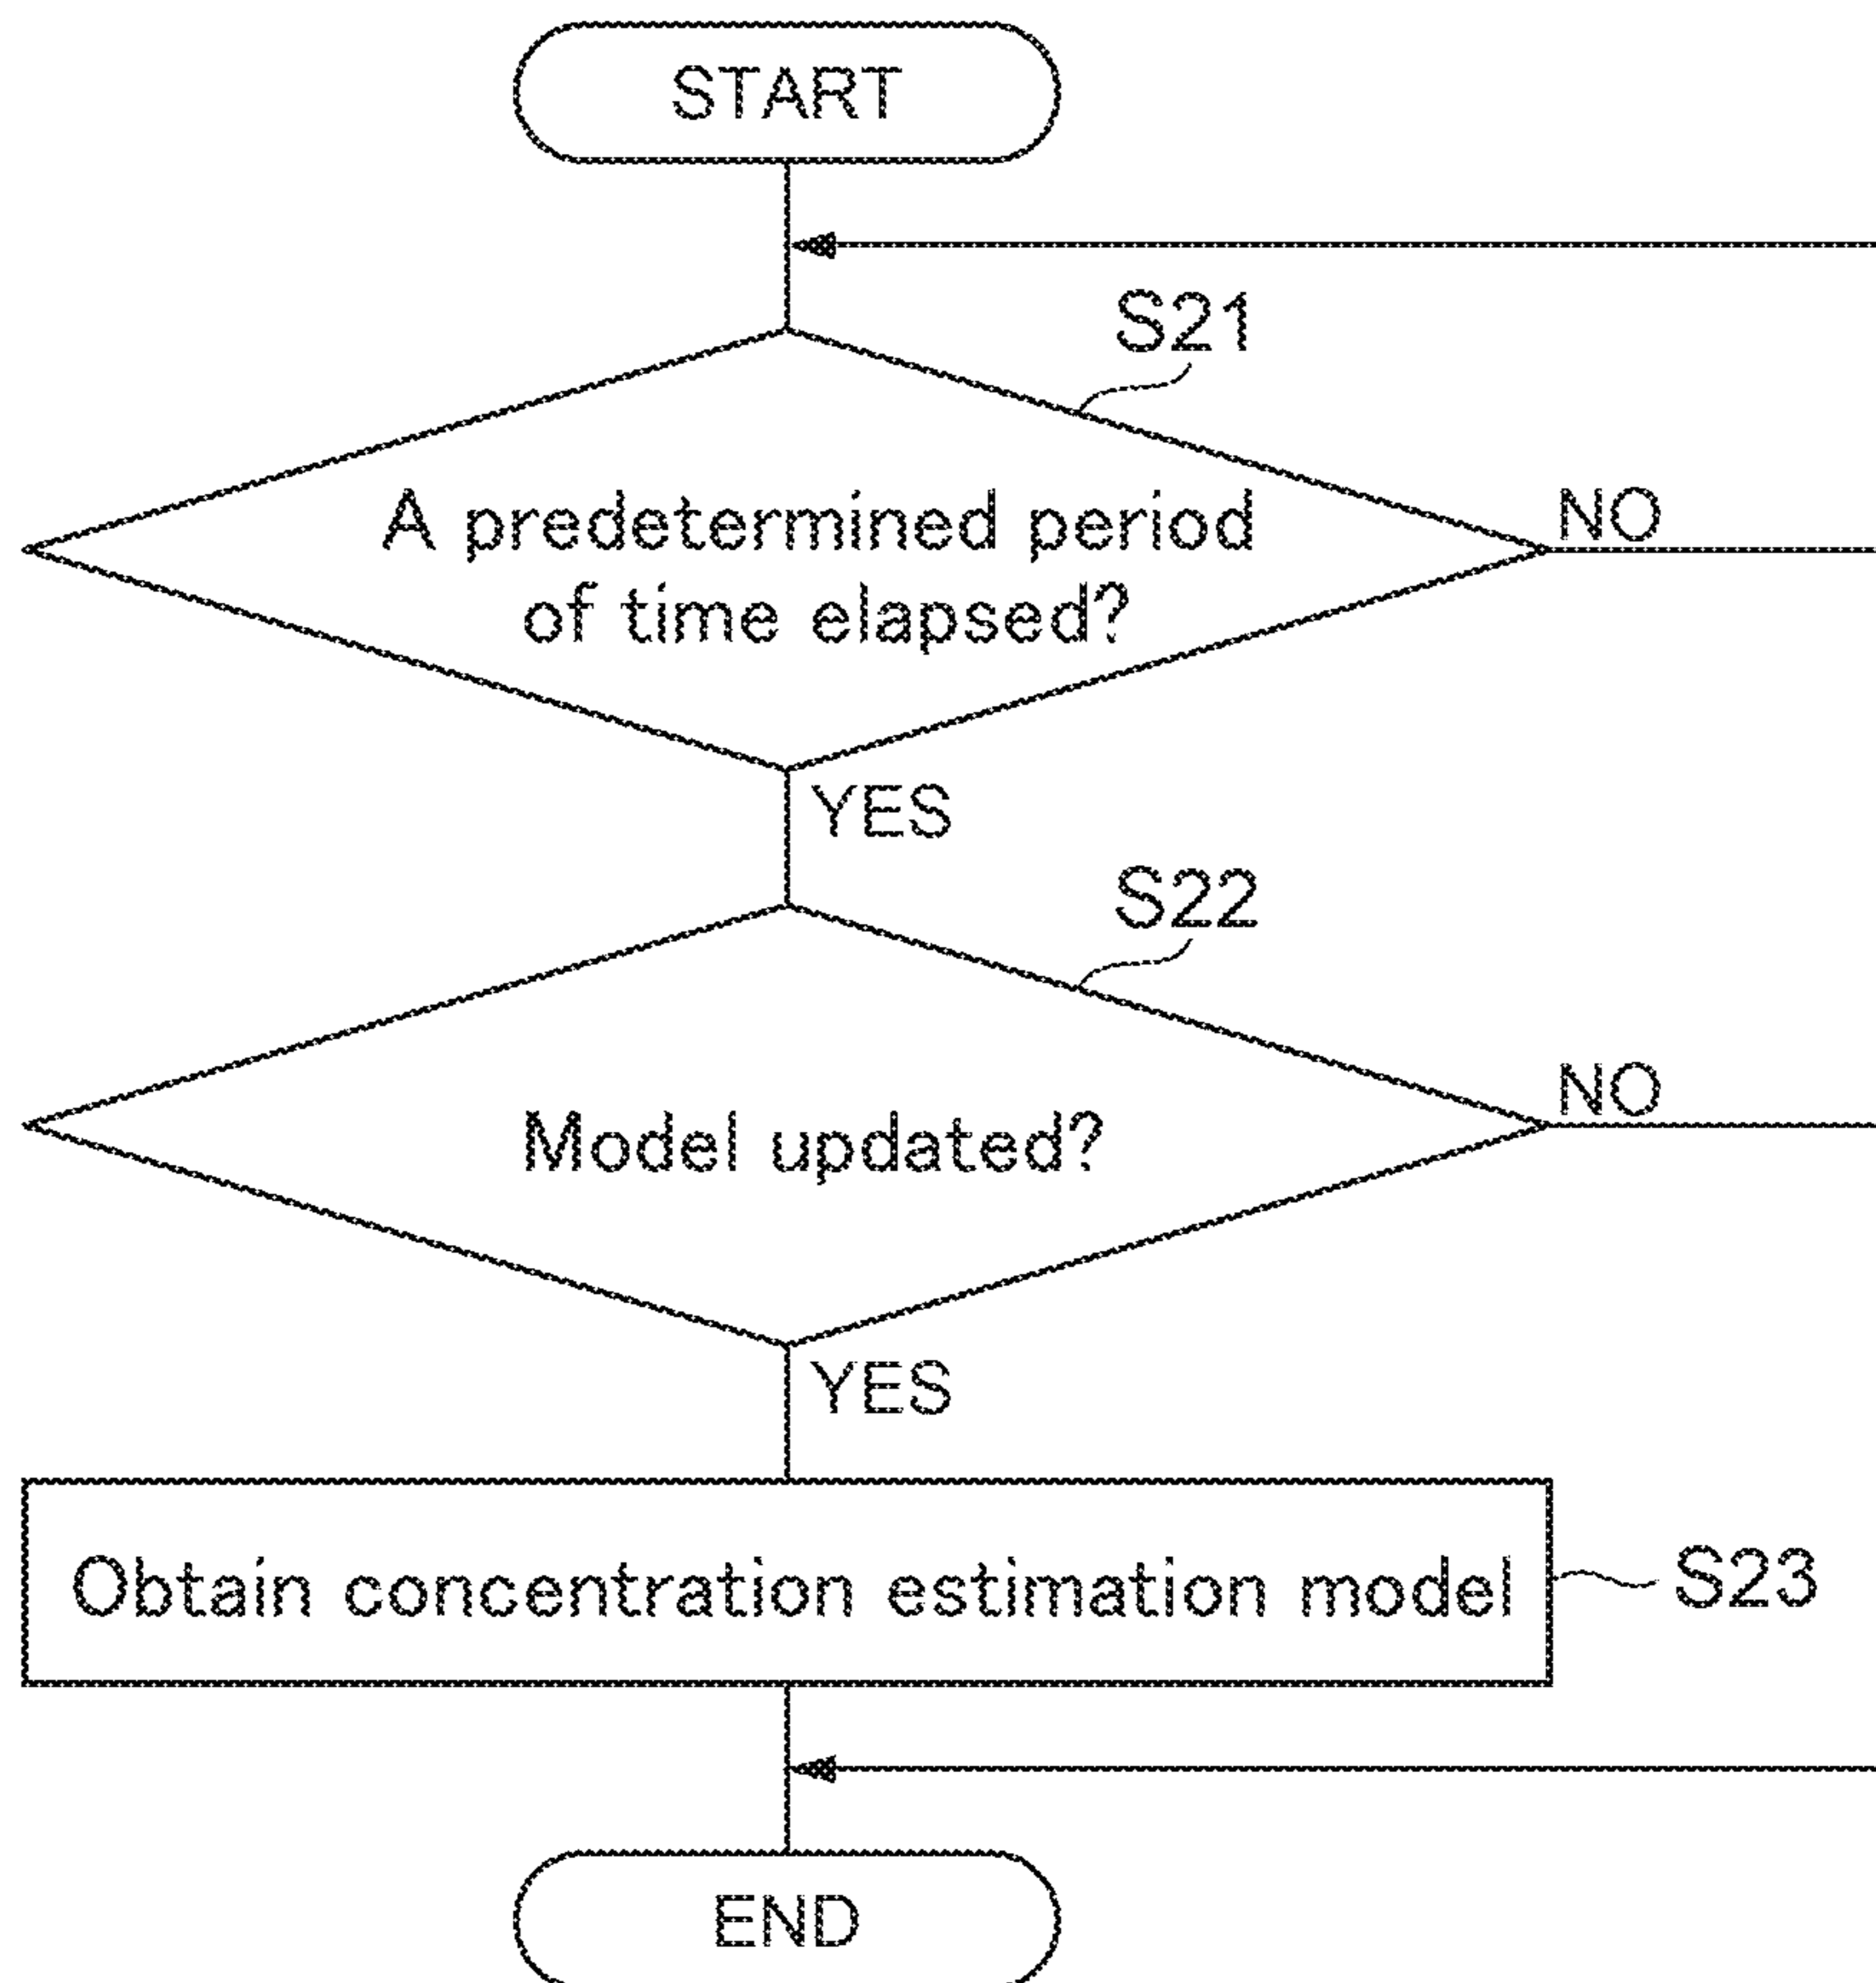 START
S21
A predetermined period
of time elapsed?
NO
YES
S22
Model updated?
NO
YES
Obtain concentration estimation model
S23
END